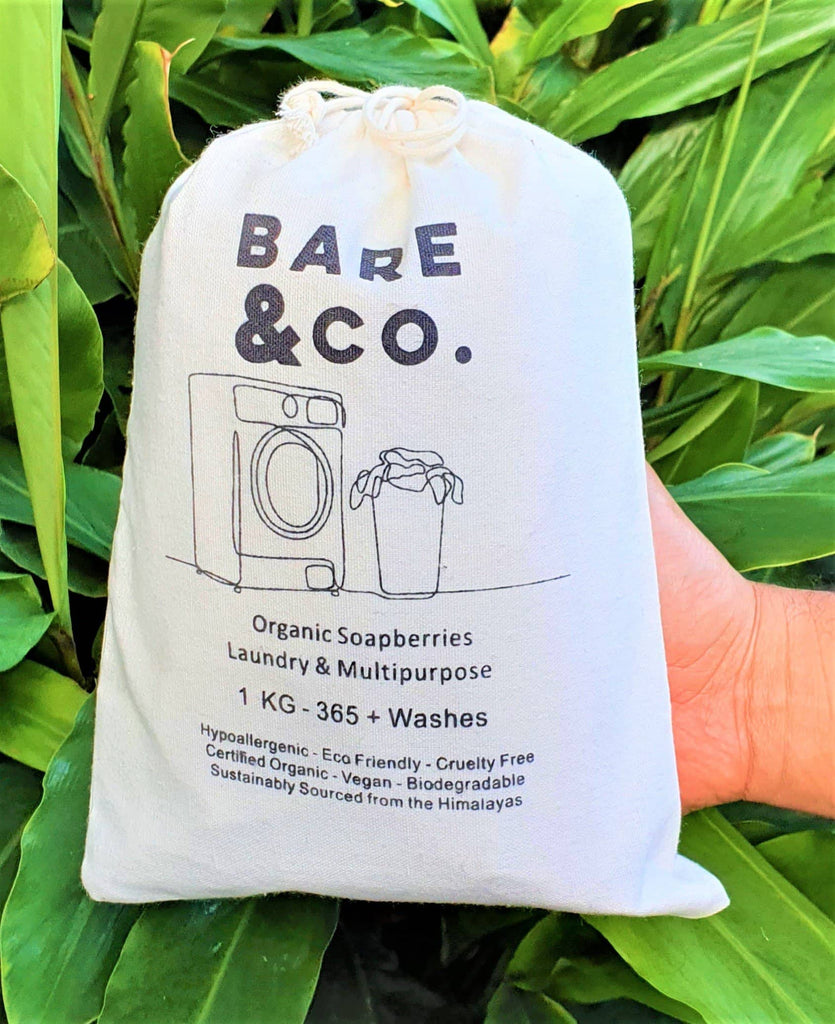 BARE
&CO.
Organic Soapberries
Laundry & Multipurpose
1 KG - 365 + Washes
Hypoallergenic - Eco Friendly - Cruelty Free
Certified Organic - Vegan - Biodegradable
Sustainably Sourced from the Himalayas